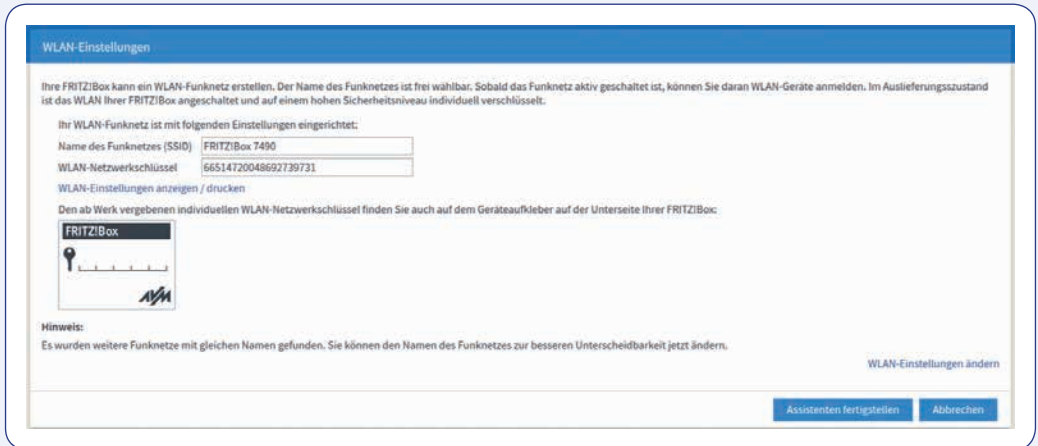 WLAN-Einstellungen
Ihre FRITZ!Box kann ein WLAN-Funknetz erstellen. Der Name des Funknetzes ist frei wählbar. Sobald das Funknetz aktiv geschaltet ist, können Sie daran WLAN-Geräte anmelden. Im Auslieferungszustand
ist das WLAN Ihrer FRITZ!Box angeschaltet und auf einem hohen Sicherheitsniveau individuell verschlüsselt.
Ihr WLAN-Funknetz ist mit folgenden Einstellungen eingerichtet:
Name des Funknetzes (SSID) FRITZ!Box 7490
WLAN-Netzwerkschlüssel 66514720048692739731
WLAN-Einstellungen anzeigen / drucken
Den ab Werk vergebenen individuellen WLAN-Netzwerkschlüssel finden Sie auch auf dem Geräteaufkleber auf der Unterseite Ihrer FRITZ!Box:
FRITZ!Box
AVM
Hinweis:
Es wurden weitere Funknetze mit gleichen Namen gefunden. Sie können den Namen des Funknetzes zur besseren Unterscheidbarkeit jetzt ändern.
WLAN-Einstellungen ändern
Assistenten fertigstellen Abbrechen